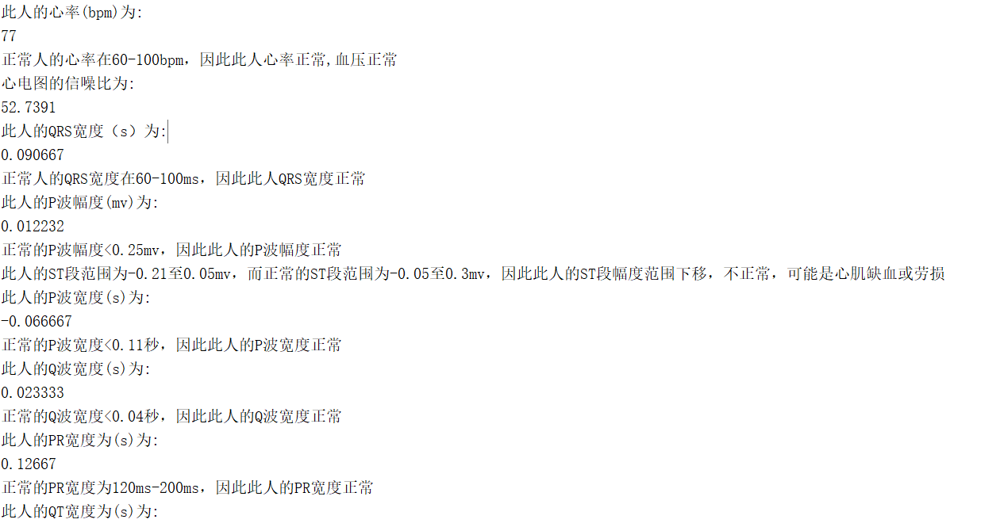 此人的心率(bpm)为:
77
正常人的心率在60-100bpm，因此此人心率正常,血压正常
心电图的信噪比为:
52.7391
此人的QRS宽度（s）为:
0.090667
正常人的QRS宽度在60-100ms，因此此人QRS宽度正常
此人的P波幅度(mv)为:
0.012232
正常的P波幅度<0.25mv，因此此人的P波幅度正常
此人的ST段范围为-0.21至0.05mv，而正常的ST段范围为-0.05至0.3mv，因此此人的ST段幅度范围下移，不正常，可能是心肌缺血或劳损
此人的P波宽度(s)为:
-0.066667
正常的P波宽度<0.11秒，因此此人的P波宽度正常
此人的Q波宽度(s)为:
0.023333
正常的Q波宽度<0.04秒，因此此人的Q波宽度正常
此人的PR宽度为(s)为:
0.12667
正常的PR宽度为120ms-200ms，因此此人的PR宽度正常
此人的QT宽度为(s)为: